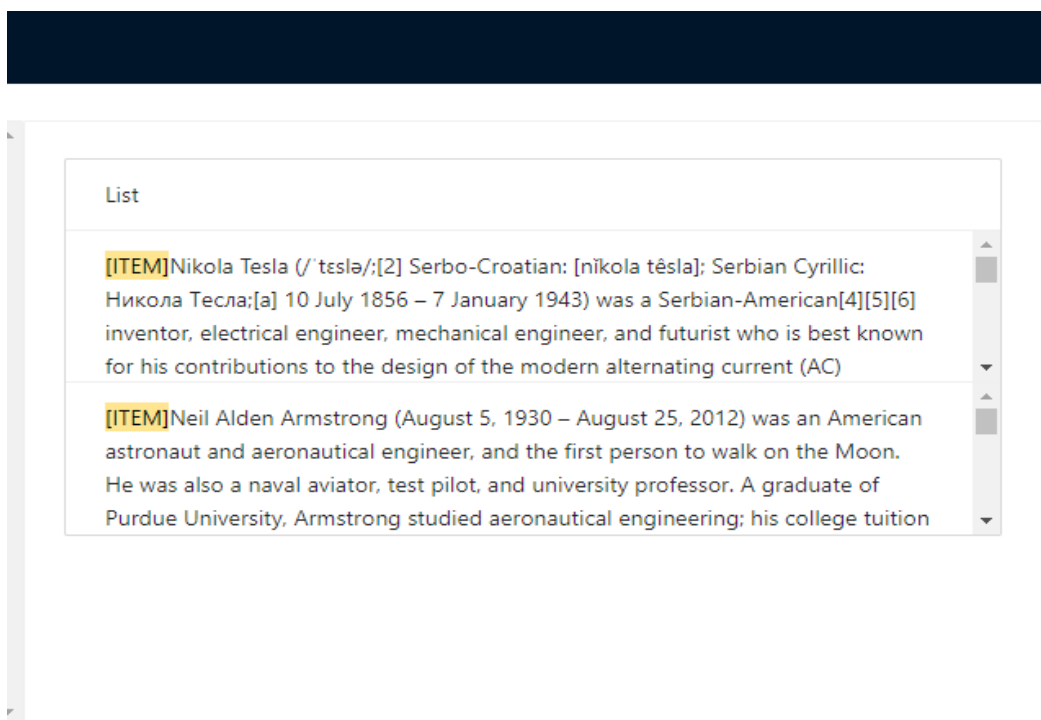 List
[ITEM]Nikola Tesla (/ˈtɛslə/;[2] Serbo-Croatian: [nǐkola têsla]; Serbian Cyrillic:
Никола Тесла;[a] 10 July 1856 – 7 January 1943) was a Serbian-American[4][5][6]
inventor, electrical engineer, mechanical engineer, and futurist who is best known
for his contributions to the design of the modern alternating current (AC)
[ITEM]Neil Alden Armstrong (August 5, 1930 – August 25, 2012) was an American
astronaut and aeronautical engineer, and the first person to walk on the Moon.
He was also a naval aviator, test pilot, and university professor. A graduate of
Purdue University, Armstrong studied aeronautical engineering; his college tuition